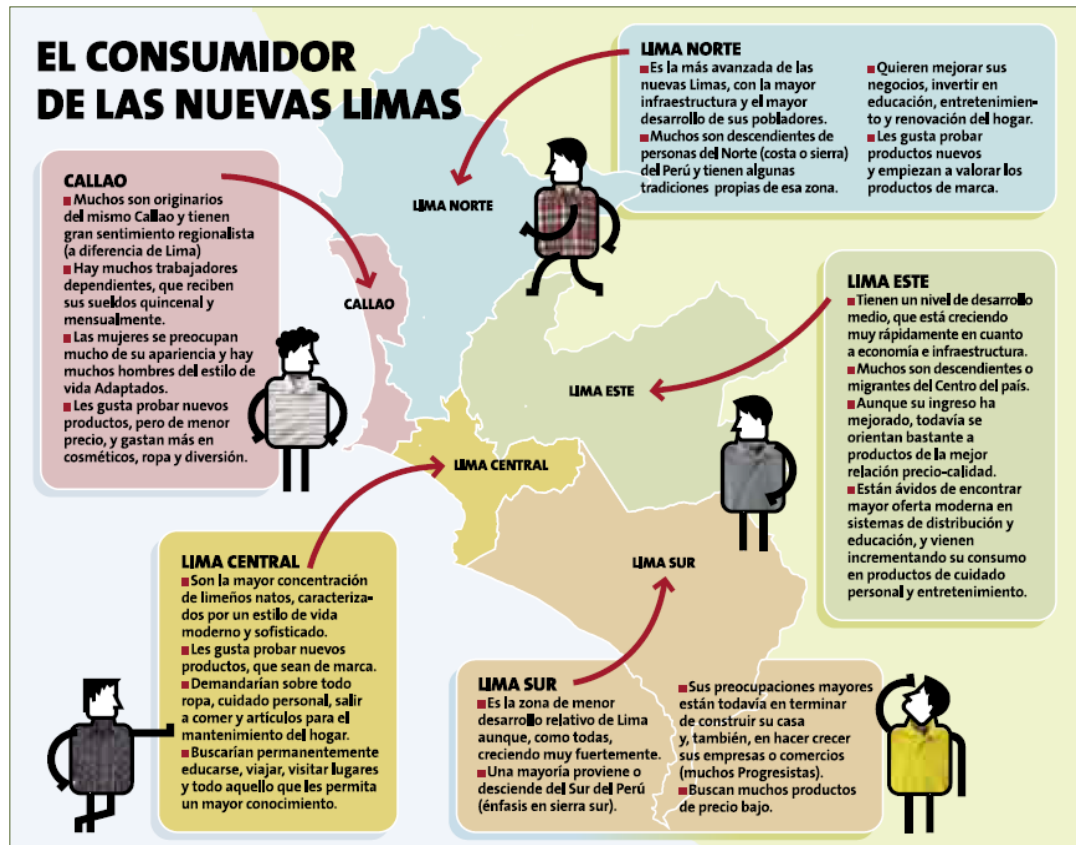 EL CONSUMIDOR
DE LAS NUEVAS LIMAS
LIMA NORTE
■ Es la más avanzada de las
nuevas Limas, con la mayor
infraestructura y el mayor
desarrollo de sus pobladores.
■ Muchos son descendientes de
personas del Norte (costa o sierra)
del Perú y tienen algunas
tradiciones propias de esa zona.
■ Quieren mejorar sus
negocios, invertir en
educación, entretenimien-
to y renovación del hogar.
■ Les gusta probar
productos nuevos
y empiezan a valorar los
productos de marca.
CALLAO
■ Muchos son originarios
del mismo Callao y tienen
gran sentimiento regionalista
(a diferencia de Lima)
■ Hay muchos trabajadores
dependientes, que reciben
sus sueldos quincenal y
mensualmente.
■ Las mujeres se preocupan
mucho de su apariencia y hay
muchos hombres del estilo de
vida Adaptados.
■ Les gusta probar nuevos
productos, pero de menor
precio, y gastan más en
cosméticos, ropa y diversión.
LIMA NORTE
CALLAO
LIMA ESTE
LIMA CENTRAL
LIMA SUR
LIMA ESTE
■ Tienen un nivel de desarrollo
medio, que está creciendo
muy rápidamente en cuanto
a economía e infraestructura.
■ Muchos son descendientes o
migrantes del Centro del país.
■ Aunque su ingreso ha
mejorado, todavía se
orientan bastante a
productos de la mejor
relación precio-calidad.
■ Están ávidos de encontrar
mayor oferta moderna en
sistemas de distribución y
educación, y vienen
incrementando su consumo
en productos de cuidado
personal y entretenimiento.
LIMA CENTRAL
■ Son la mayor concentración
de limeños natos, caracteriza-
dos por un estilo de vida
moderno y sofisticado.
■ Les gusta probar nuevos
productos, que sean de marca.
■ Demandarían sobre todo
ropa, cuidado personal, salir
a comer y artículos para el
mantenimiento del hogar.
■ Buscarían permanentemente
educarse, viajar, visitar lugares
y todo aquello que les permita
un mayor conocimiento.
LIMA SUR
■ Es la zona de menor
desarrollo relativo de Lima
aunque, como todas,
creciendo muy fuertemente.
■ Una mayoría proviene o
desciende del Sur del Perú
(énfasis en sierra sur).
■ Sus preocupaciones mayores
están todavía en terminar
de construir su casa
y, también, en hacer crecer
sus empresas o comercios
(muchos Progresistas).
■ Buscan muchos productos
de precio bajo.